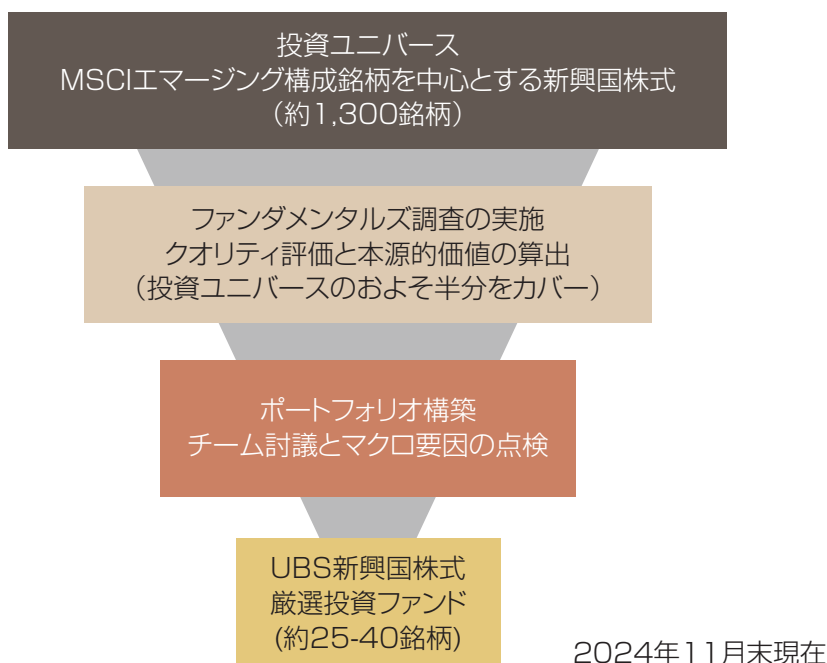 投資ユニバース
MSCIエマージング構成銘柄を中心とする新興国株式
（約1,300銘柄）
ファンダメンタルズ調査の実施
クオリティ評価と本源的価値の算出
（投資ユニバースのおよそ半分をカバー）
ポートフォリオ構築
チーム討議とマクロ要因の点検
UBS新興国株式
厳選投資ファンド
(約25-40銘柄)
2024年11月末現在